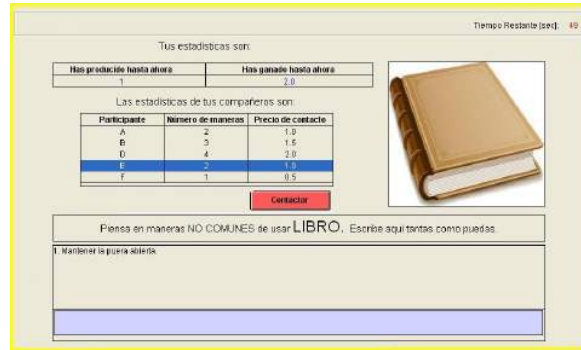 Tiempo Restante [sec]: 49
Tus estadísticas son:
Has producido hasta ahora Has ganado hasta ahora
1 2.0
Las estadísticas de tus compañeros son:
Participante Número de maneras Precio de contacto
A 2 1.0
B 3 1.5
D 4 2.0
E 2 1.0
F 1 0.5
Contactar
Piensa en maneras NO COMUNES de usar LIBRO. Escribe aquí tantas como puedas.
1. Mantener la puera abierta.